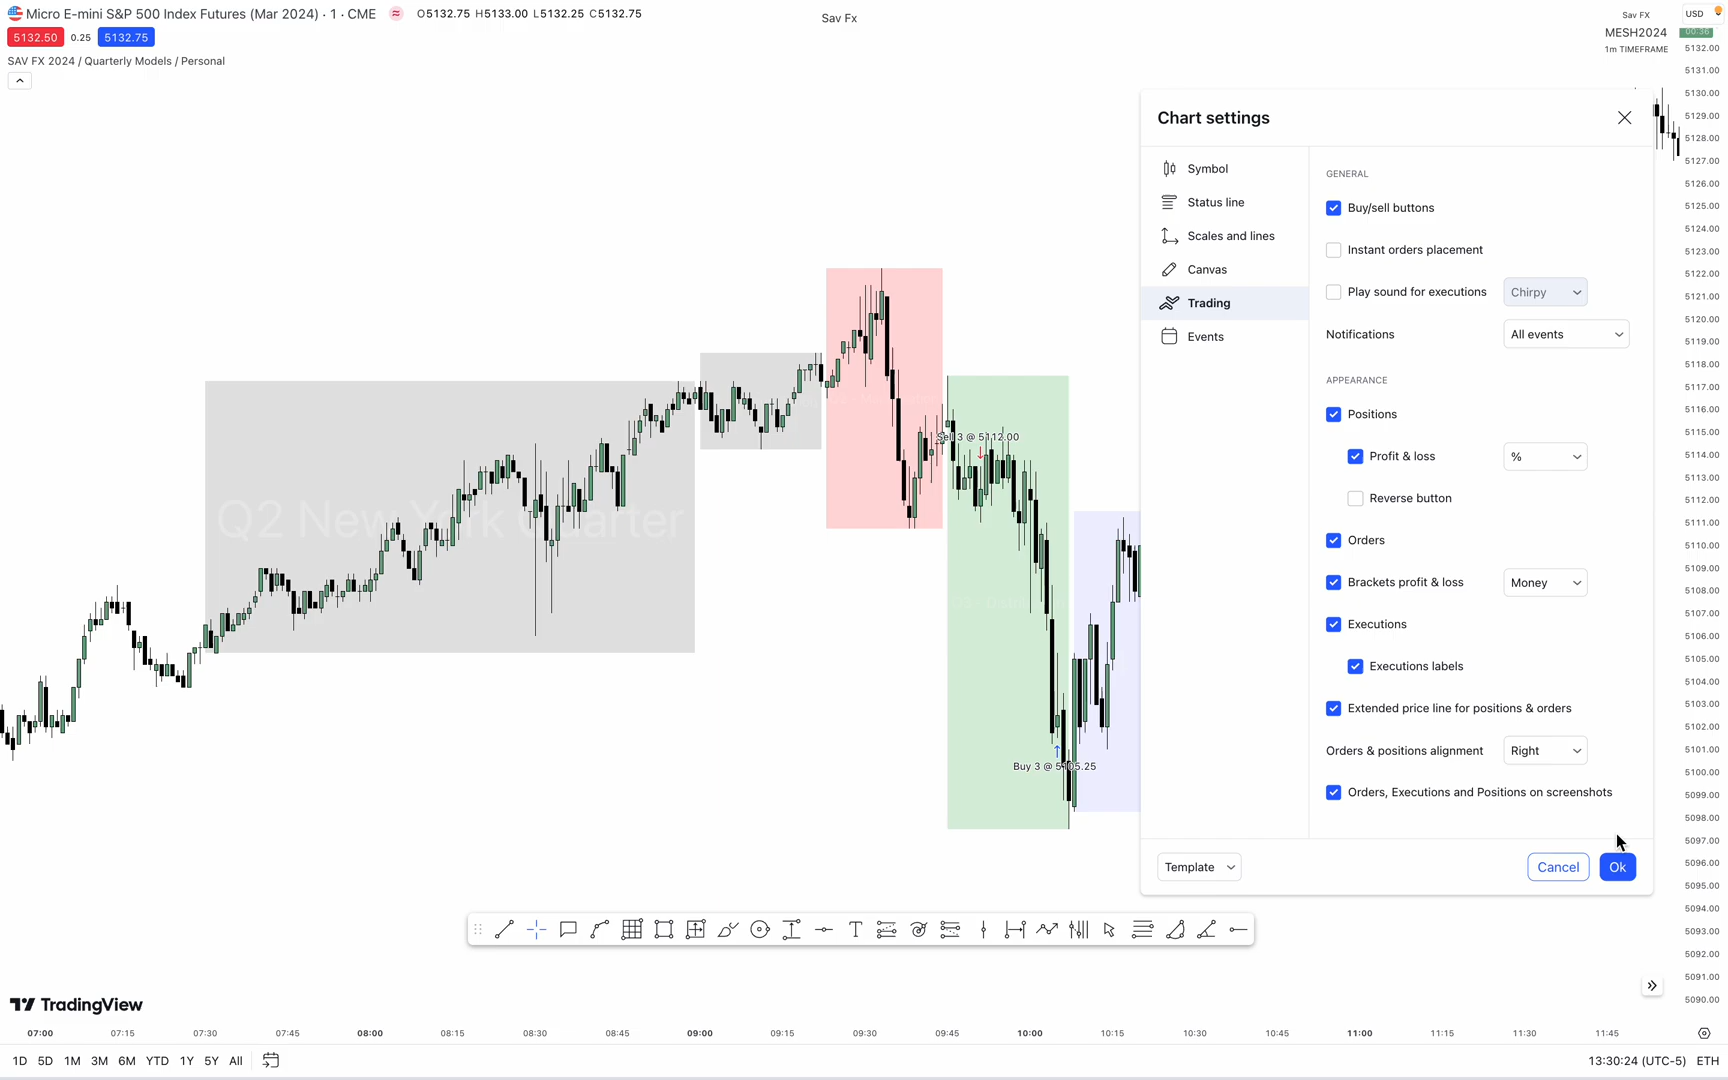 Micro E-mini S&P 500 Index Futures (Mar 2024) · 1 · CME ≈ O5132.75 H5133.00 L5132.25 C5132.75
Sav Fx
Sav FX
USD
5132.50 0.25 5132.75
MESH2024
00:36
1m TIMEFRAME
SAV FX 2024 / Quarterly Models / Personal
Chart settings
Symbol
Status line
Scales and lines
Canvas
Trading
Events
GENERAL
Buy/sell buttons
Instant orders placement
Play sound for executions Chirpy
Notifications All events
APPEARANCE
Positions
Profit & loss %
Reverse button
Orders
Brackets profit & loss Money
Executions
Executions labels
Extended price line for positions & orders
Orders & positions alignment Right
Orders, Executions and Positions on screenshots
Template
Cancel
Ok
Q2 New York Quarter
Sell 3 @ 5112.00
Buy 3 @ 5105.25
5132.00
5131.00
5130.00
5129.00
5128.00
5127.00
5126.00
5125.00
5124.00
5123.00
5122.00
5121.00
5120.00
5119.00
5118.00
5117.00
5116.00
5115.00
5114.00
5113.00
5112.00
5111.00
5110.00
5109.00
5108.00
5107.00
5106.00
5105.00
5104.00
5103.00
5102.00
5101.00
5100.00
5099.00
5098.00
5097.00
5096.00
5095.00
5094.00
5093.00
5092.00
5091.00
5090.00
TradingView
07:00 07:15 07:30 07:45 08:00 08:15 08:30 08:45 09:00 09:15 09:30 09:45 10:00 10:15 10:30 10:45 11:00 11:15 11:30 11:45
1D 5D 1M 3M 6M YTD 1Y 5Y All
13:30:24 (UTC-5) ETH